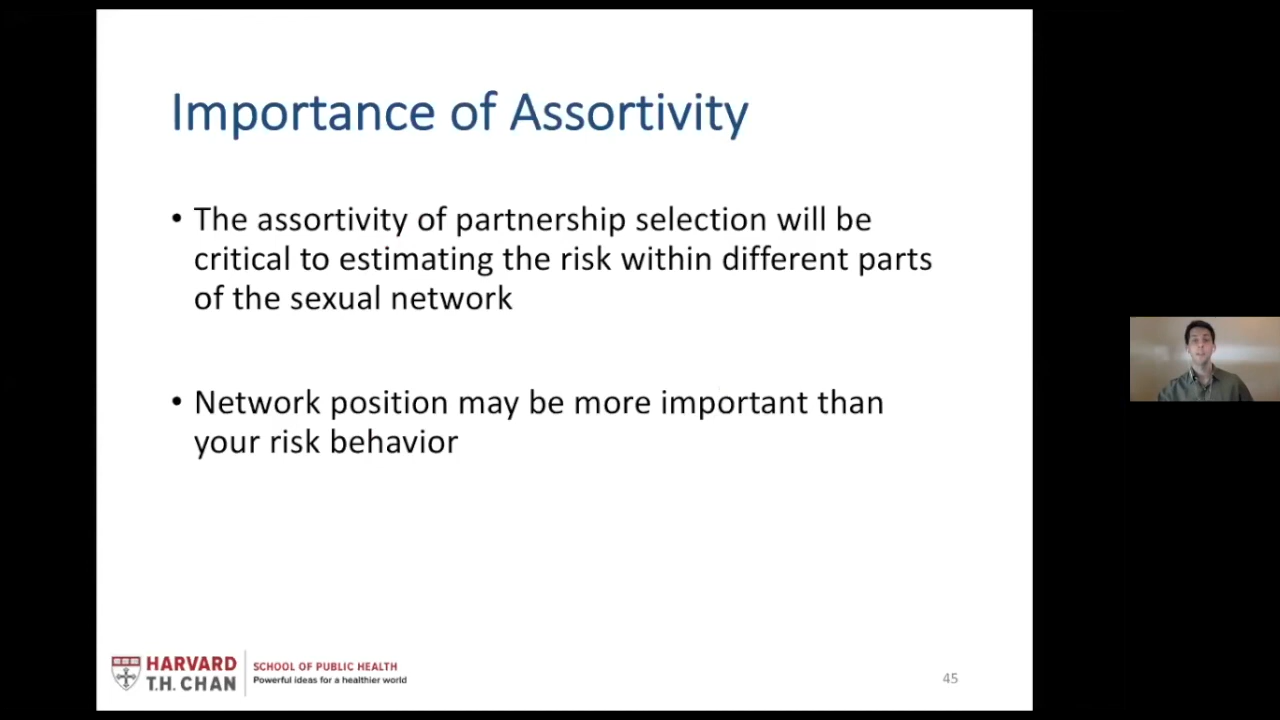 Importance of Assortivity
• The assortivity of partnership selection will be
critical to estimating the risk within different parts
of the sexual network
• Network position may be more important than
your risk behavior
HARVARD
T.H. CHAN
SCHOOL OF PUBLIC HEALTH
Powerful ideas for a healthier world
45